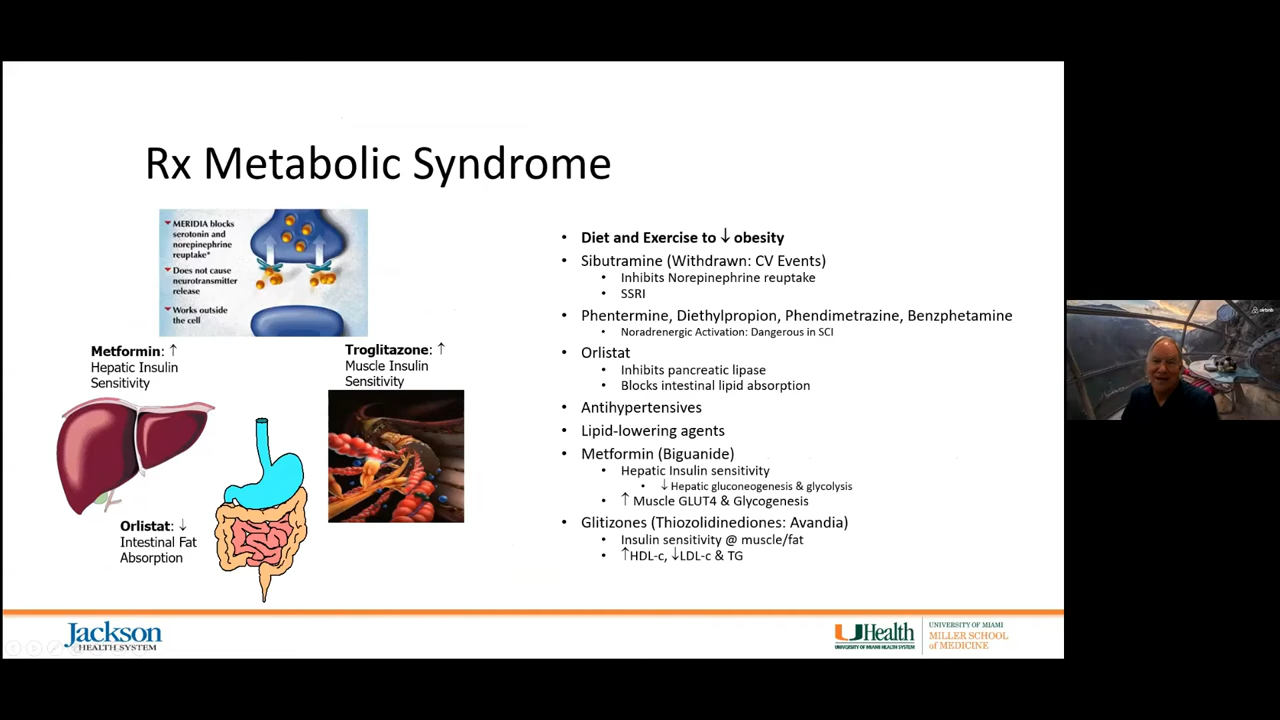 Rx Metabolic Syndrome
MERIDIA blocks
serotonin and
norepinephrine
reuptake*
Does not cause
neurotransmitter
release
Works outside
the cell
Metformin: ↑
Hepatic Insulin
Sensitivity
Troglitazone: ↑
Muscle Insulin
Sensitivity
Orlistat: ↓
Intestinal Fat
Absorption
• Diet and Exercise to ↓ obesity
• Sibutramine (Withdrawn: CV Events)
• Inhibits Norepinephrine reuptake
• SSRI
• Phentermine, Diethylpropion, Phendimetrazine, Benzphetamine
• Noradrenergic Activation: Dangerous in SCI
• Orlistat
• Inhibits pancreatic lipase
• Blocks intestinal lipid absorption
• Antihypertensives
• Lipid-lowering agents
• Metformin (Biguanide)
• Hepatic Insulin sensitivity
• ↓ Hepatic gluconeogenesis & glycolysis
• ↑ Muscle GLUT4 & Glycogenesis
• Glitizones (Thiozolidinediones: Avandia)
• Insulin sensitivity @ muscle/fat
• ↑HDL-c, ↓LDL-c & TG
Jackson
HEALTH SYSTEM
UHealth
UNIVERSITY OF MIAMI HEALTH SYSTEM
UNIVERSITY OF MIAMI
MILLER SCHOOL
of MEDICINE
airbnb